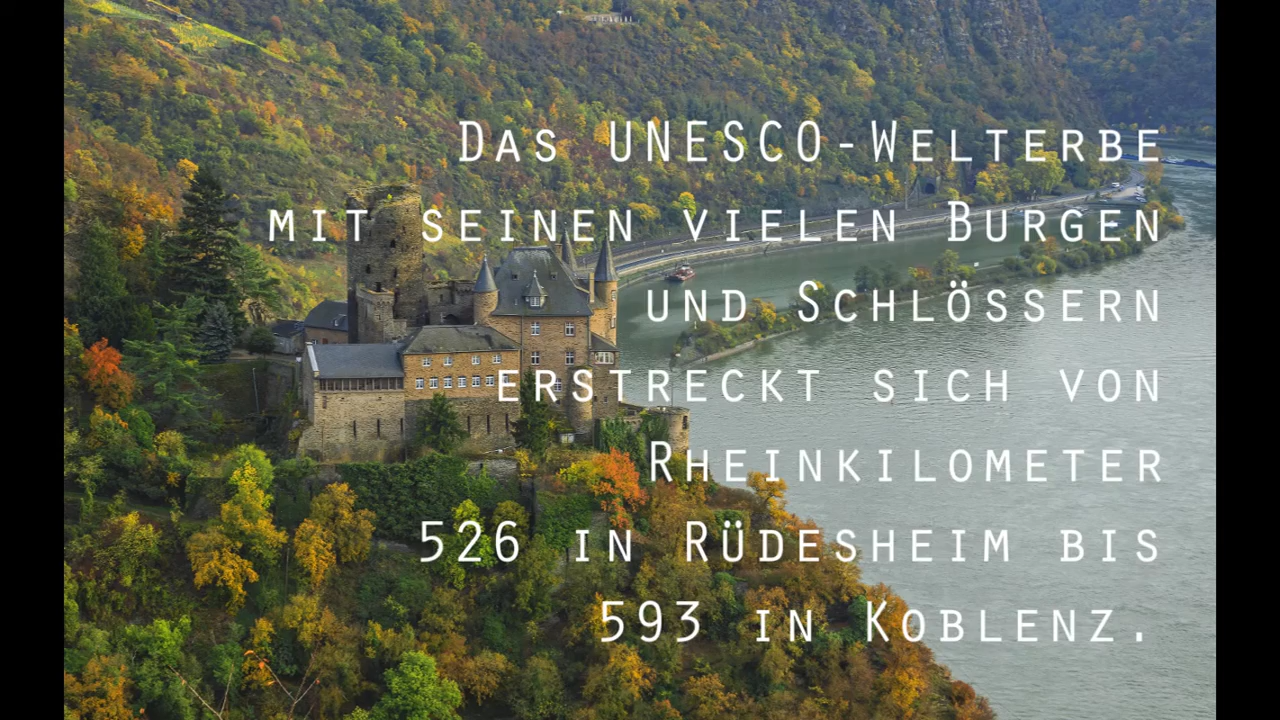 Das UNESCO-Welterbe
mit seinen vielen Burgen
und Schlössern
erstreckt sich von
Rheinkilometer
526 in Rüdesheim bis
593 in Koblenz.